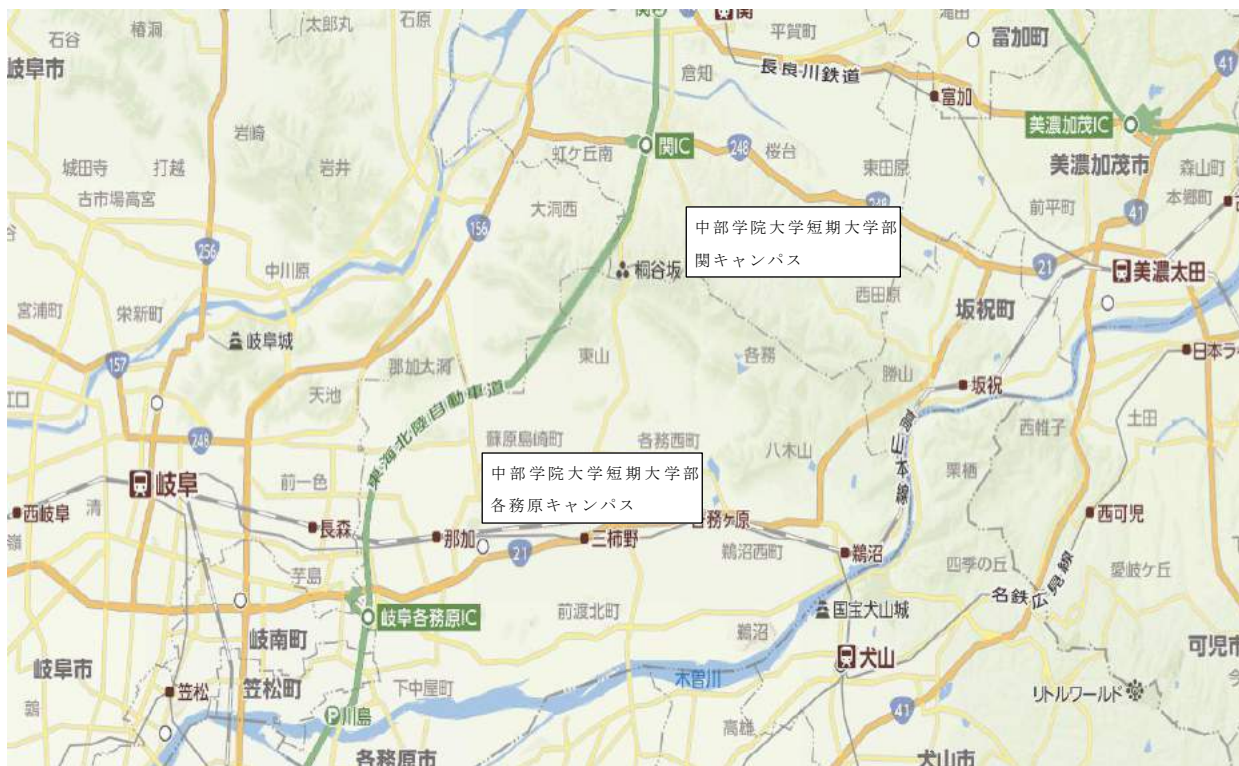 関
関
平賀町
滝田
石原
太郎丸
椿洞
石谷
岐阜市
富加町
41
倉知
長良川鉄道
富加
美濃加茂IC
岩崎
虹ケ丘南
関IC
248
桜台
東田原
美濃加茂市
森山町
城田寺
打越
岩井
古市場高宮
大洞西
本郷町
前平町
248
41
中部学院大学短期大学部
関キャンパス
156
256
中川原
桐谷坂
21
美濃太田
西田原
坂祝町
宮浦町
栄新町
岐阜城
各務
東山
日本ラ
157
那加大洞
勝山
坂祝
天池
江口
東海北陸自動車道
土田
西帷子
248
蘇原島崎町
各務西町
八木山
高山本線
栗栖
中部学院大学短期大学部
各務原キャンパス
岐阜
前一色
西岐阜
清
長森
那加
三柿野
各務ヶ原
西可児
鵜沼西町
鵜沼
21
四季の丘
愛岐ケ丘
芋島
名鉄広見線
岐阜各務原IC
前渡北町
国宝犬山城
鵜沼
岐南町
犬山
可児市
岐阜市
笠松
笠松町
下中屋町
木曽川
リトルワールド
P川島
41
高雄
各務原市
犬山市